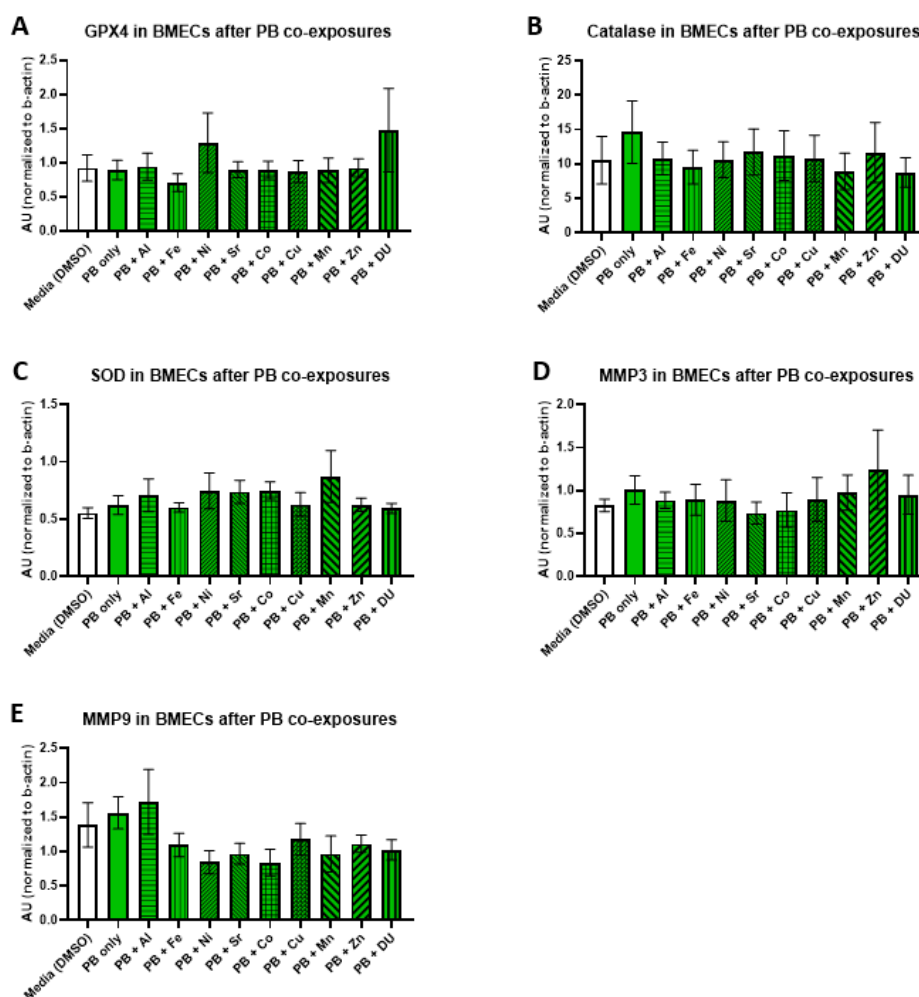 A
GPX4 in BMECs after PB co-exposures
AU (normalized to b-actin)
2.5
2.0
1.5
1.0
0.5
0.0
Media (DMSO)
PB only
PB + Al
PB + Fe
PB + Ni
PB + Sr
PB + Co
PB + Cu
PB + Mn
PB + Zn
PB + DU
B
Catalase in BMECs after PB co-exposures
AU (normalized to b-actin)
25
20
15
10
5
0
Media (DMSO)
PB only
PB + Al
PB + Fe
PB + Ni
PB + Sr
PB + Co
PB + Cu
PB + Mn
PB + Zn
PB + DU
C
SOD in BMECs after PB co-exposures
AU (normalized to b-actin)
1.5
1.0
0.5
0.0
Media (DMSO)
PB only
PB + Al
PB + Fe
PB + Ni
PB + Sr
PB + Co
PB + Cu
PB + Mn
PB + Zn
PB + DU
D
MMP3 in BMECs after PB co-exposures
AU (normalized to b-actin)
2.0
1.5
1.0
0.5
0.0
Media (DMSO)
PB only
PB + Al
PB + Fe
PB + Ni
PB + Sr
PB + Co
PB + Cu
PB + Mn
PB + Zn
PB + DU
E
MMP9 in BMECs after PB co-exposures
AU (normalized to b-actin)
2.5
2.0
1.5
1.0
0.5
0.0
Media (DMSO)
PB only
PB + Al
PB + Fe
PB + Ni
PB + Sr
PB + Co
PB + Cu
PB + Mn
PB + Zn
PB + DU